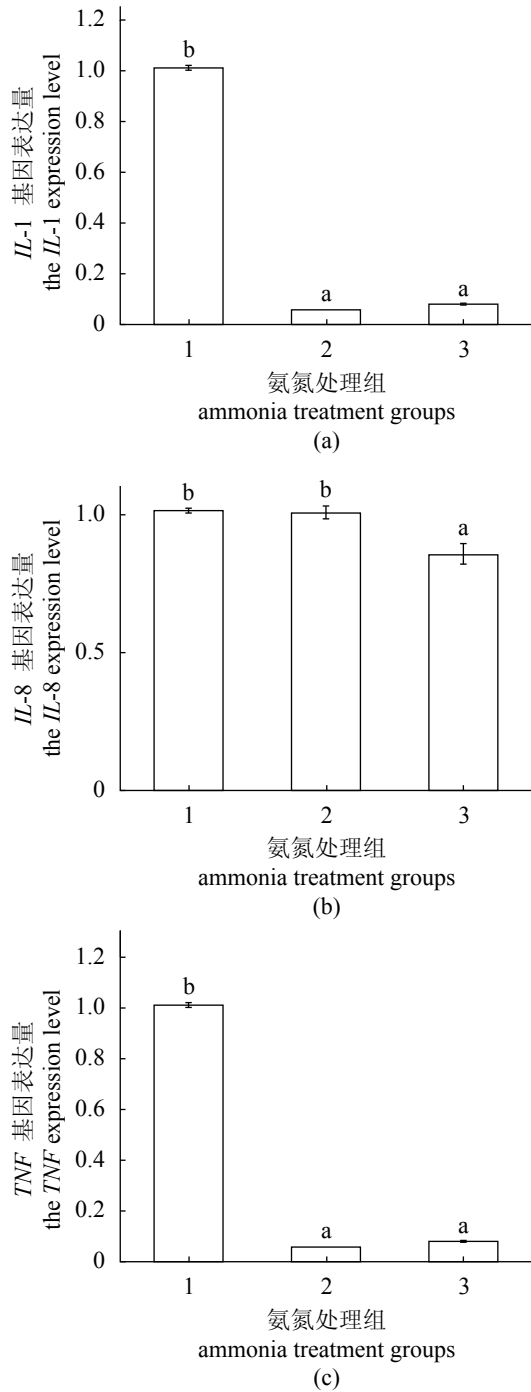 1.2
b
1.0
0.8
0.6
0.4
0.2
a
a
0
1
2
3
IL-1 基因表达量
the IL-1 expression level
氨氮处理组
ammonia treatment groups
(a)
b
b
1.0
a
0.5
0
1
2
3
IL-8 基因表达量
the IL-8 expression level
氨氮处理组
ammonia treatment groups
(b)
1.2
b
1.0
0.8
0.6
0.4
0.2
a
a
0
1
2
3
TNF 基因表达量
the TNF expression level
氨氮处理组
ammonia treatment groups
(c)